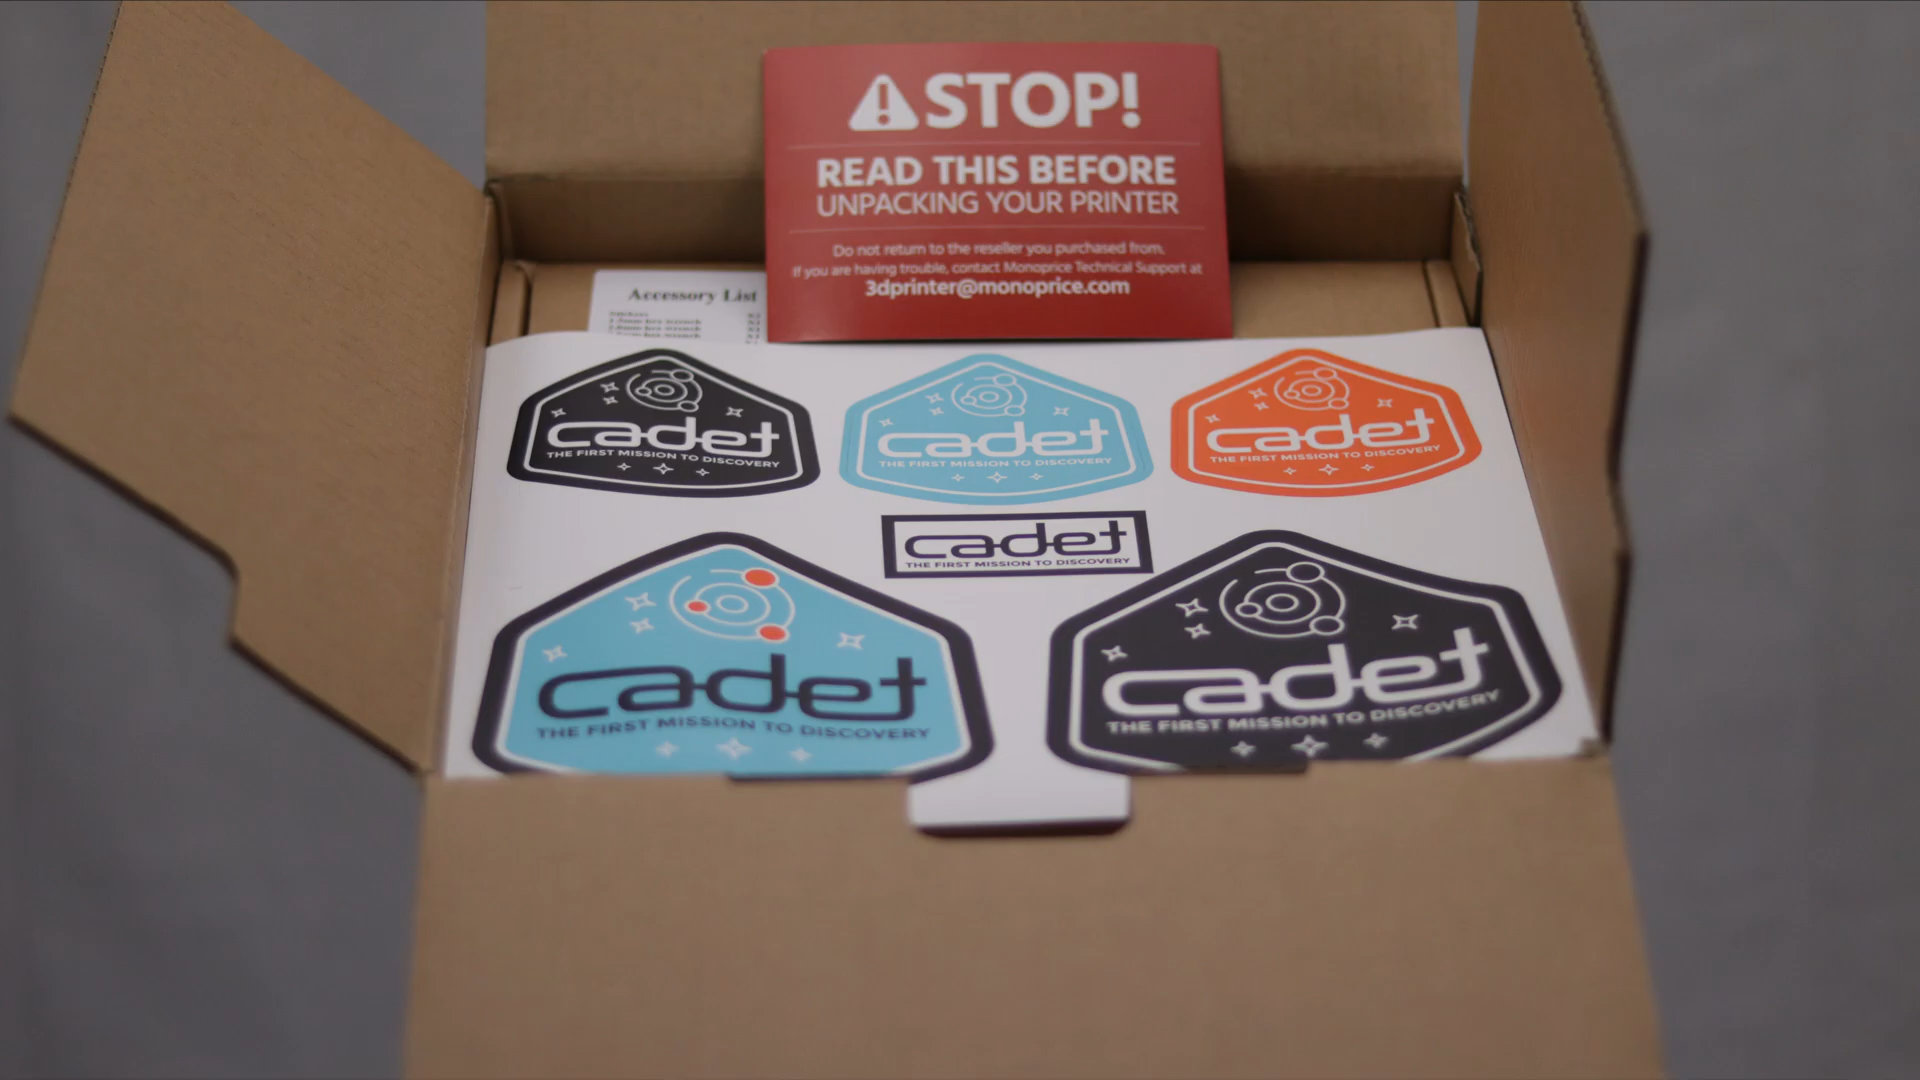 STOP!
READ THIS BEFORE
UNPACKING YOUR PRINTER
Do not return to the reseller you purchased from.
If you are having trouble, contact Monoprice Technical Support at
3dprinter@monoprice.com
Accessory List
cadet
THE FIRST MISSION TO DISCOVERY
cadet
THE FIRST MISSION TO DISCOVERY
cadet
THE FIRST MISSION TO DISCOVERY
cadet
THE FIRST MISSION TO DISCOVERY
cadet
THE FIRST MISSION TO DISCOVERY
cadet
THE FIRST MISSION TO DISCOVERY